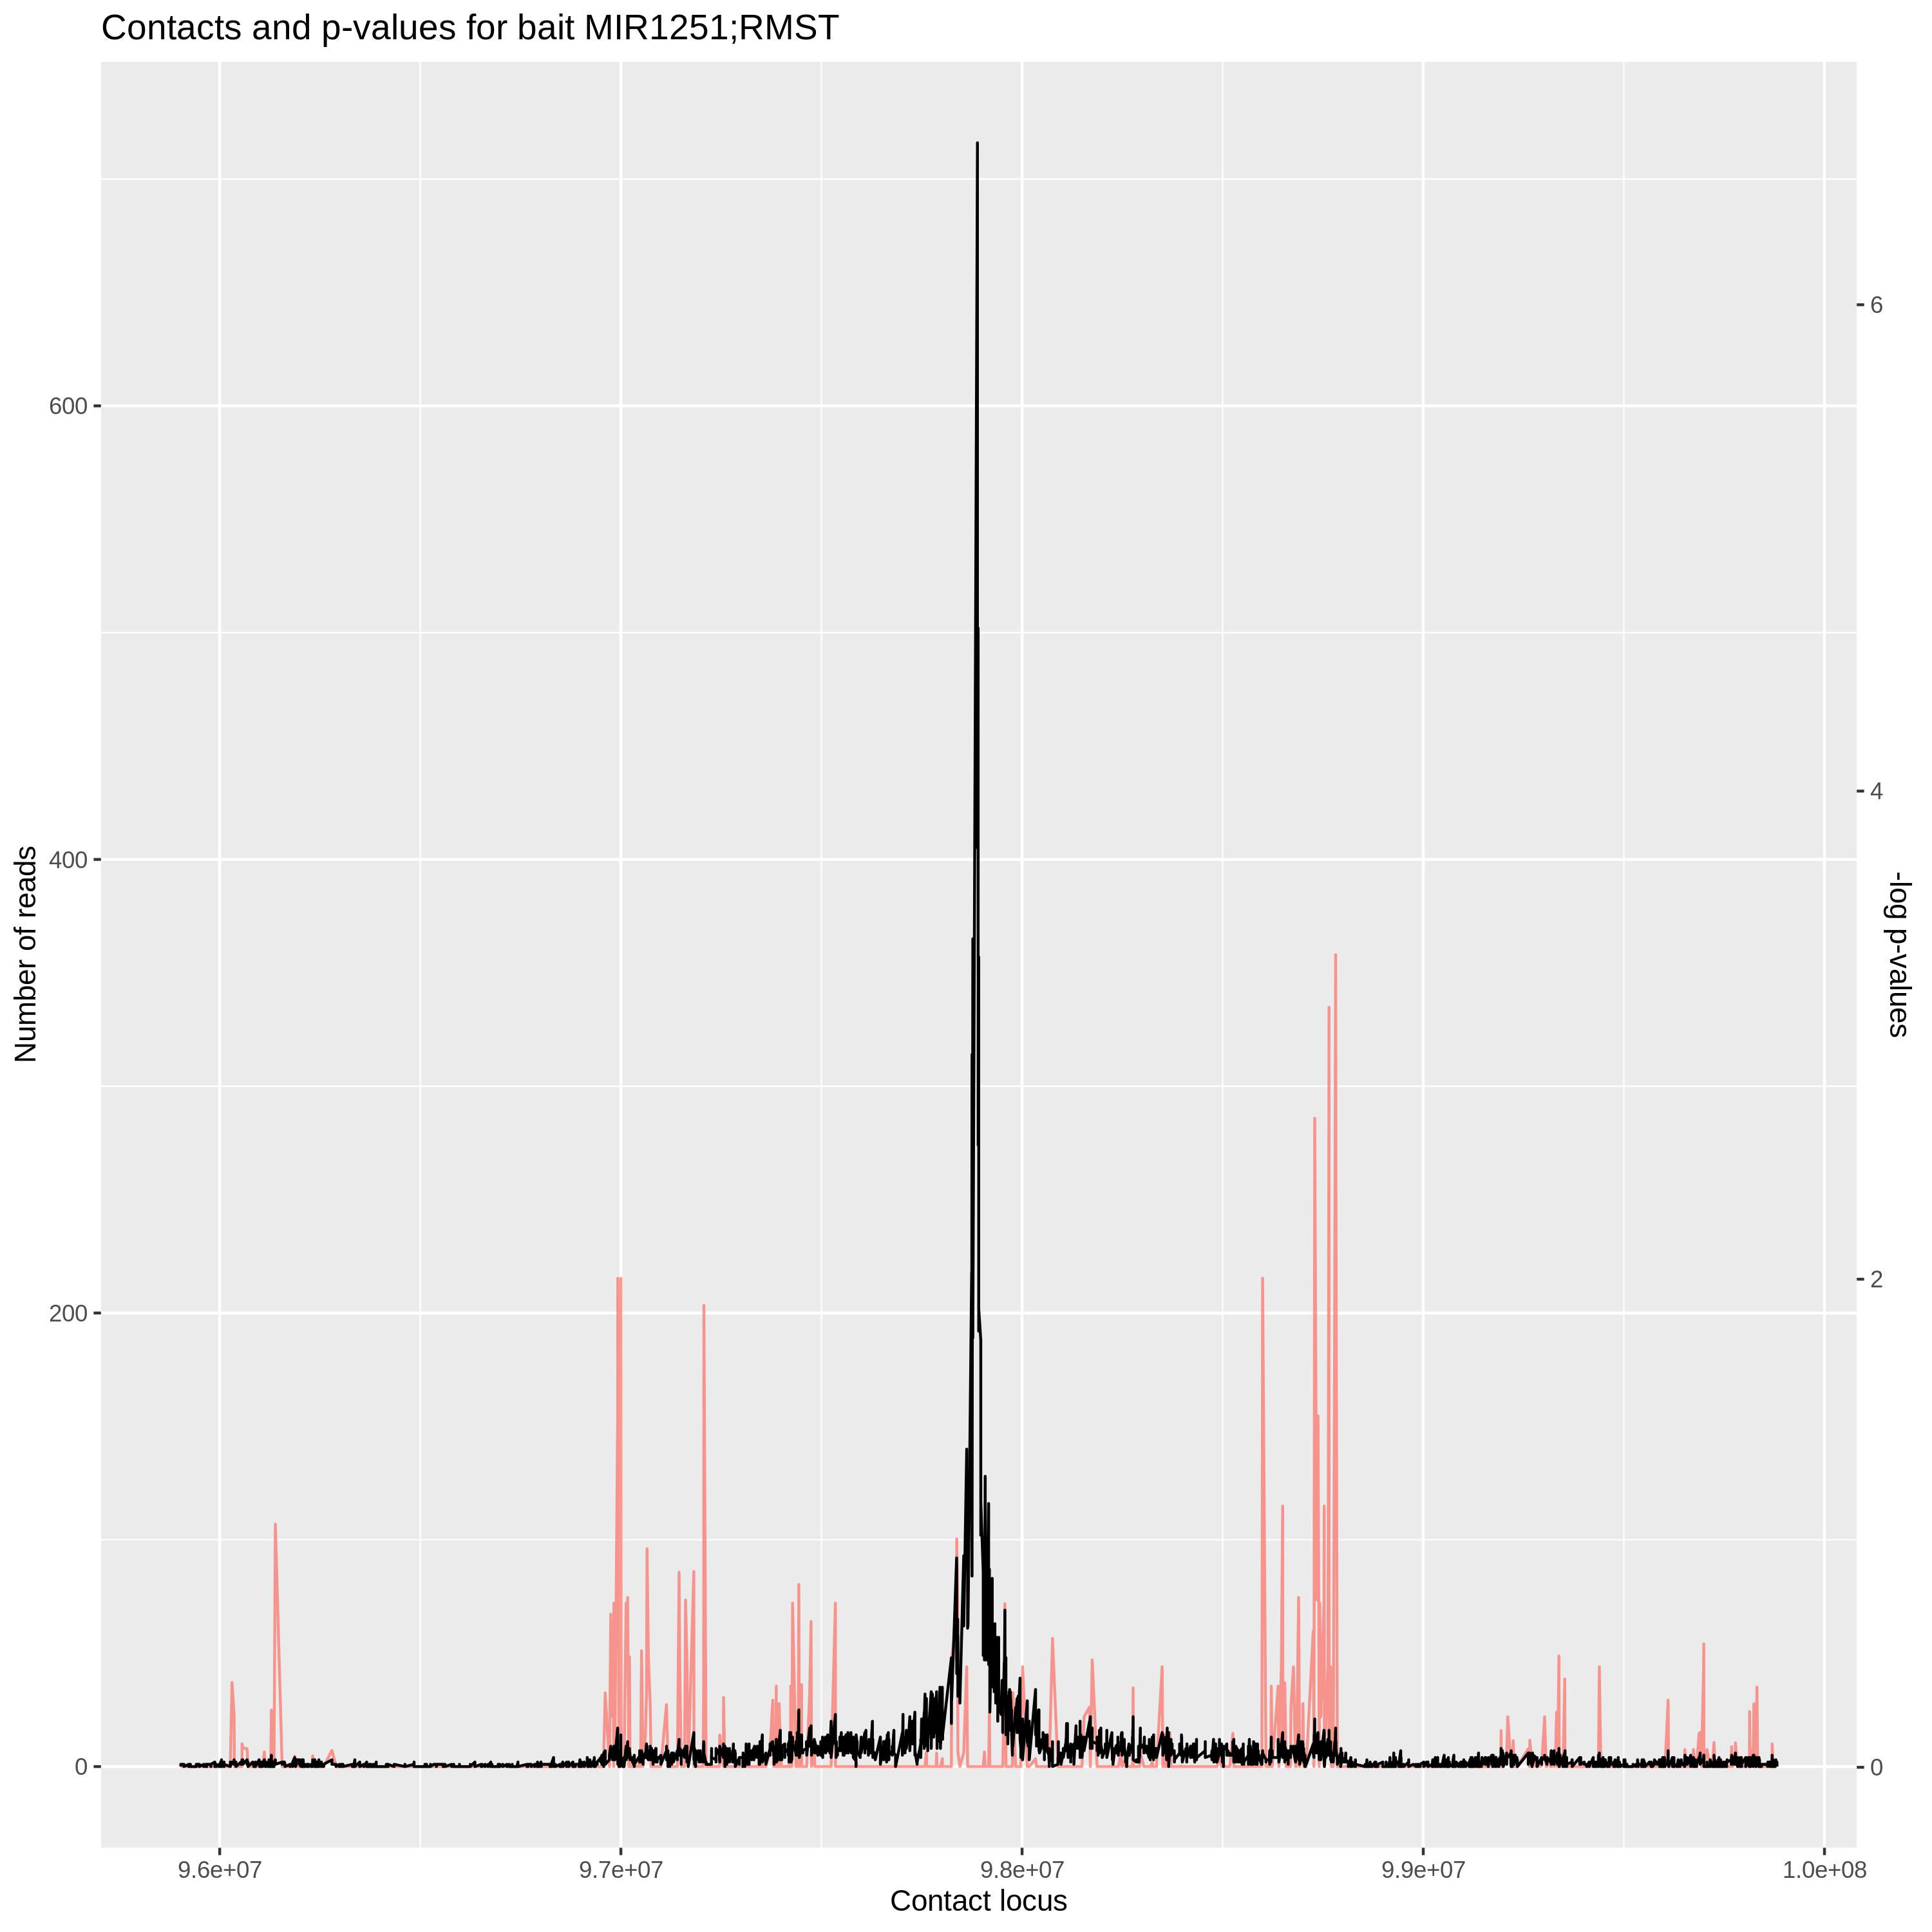 Contacts and p-values for bait MIR1251;RMST
Number of reads
600
400
200
0
6
4
2
0
-log p-values
9.6e+07
9.7e+07
9.8e+07
9.9e+07
1.0e+08
Contact locus